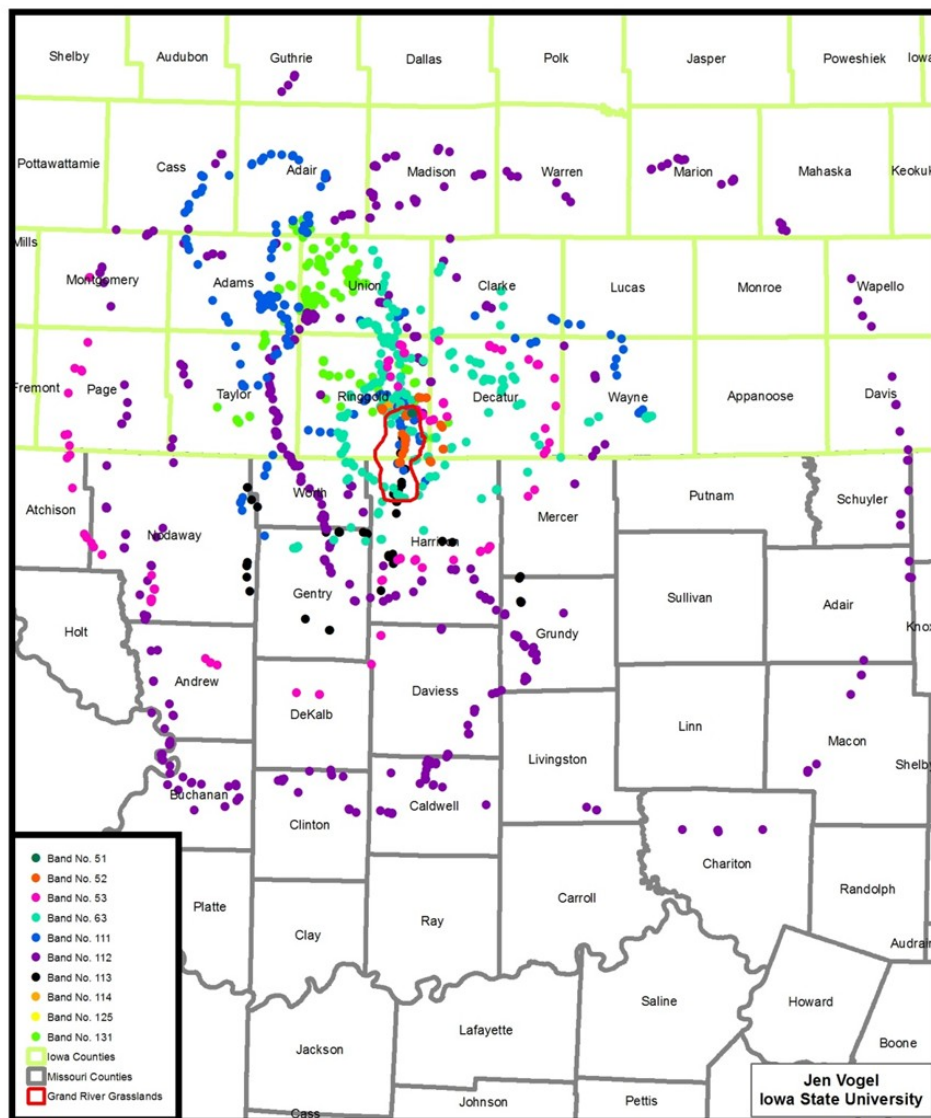 Shelby Audubon Guthrie Dallas Polk Jasper Poweshiek Iowa
Pottawattamie Cass Adair Madison Warren Marion Mahaska Keokuk
Mills
Montgomery Adams Union Clarke Lucas Monroe Wapello
Fremont Page Taylor Ringgold Decatur Wayne Appanoose Davis
Atchison Nodaway Worth Harrison Mercer Putnam Schuyler
Holt Gentry Grundy Sullivan Adair Knox
Andrew DeKalb Daviess Livingston Linn Macon Shelby
Buchanan Clinton Caldwell Chariton
Platte Clay Ray Carroll Randolph
Audrain
Jackson Lafayette Saline Howard Boone
Cass Johnson Pettis
Band No. 51
Band No. 52
Band No. 53
Band No. 63
Band No. 111
Band No. 112
Band No. 113
Band No. 114
Band No. 125
Band No. 131
Iowa Counties
Missouri Counties
Grand River Grasslands
Jen Vogel
Iowa State University